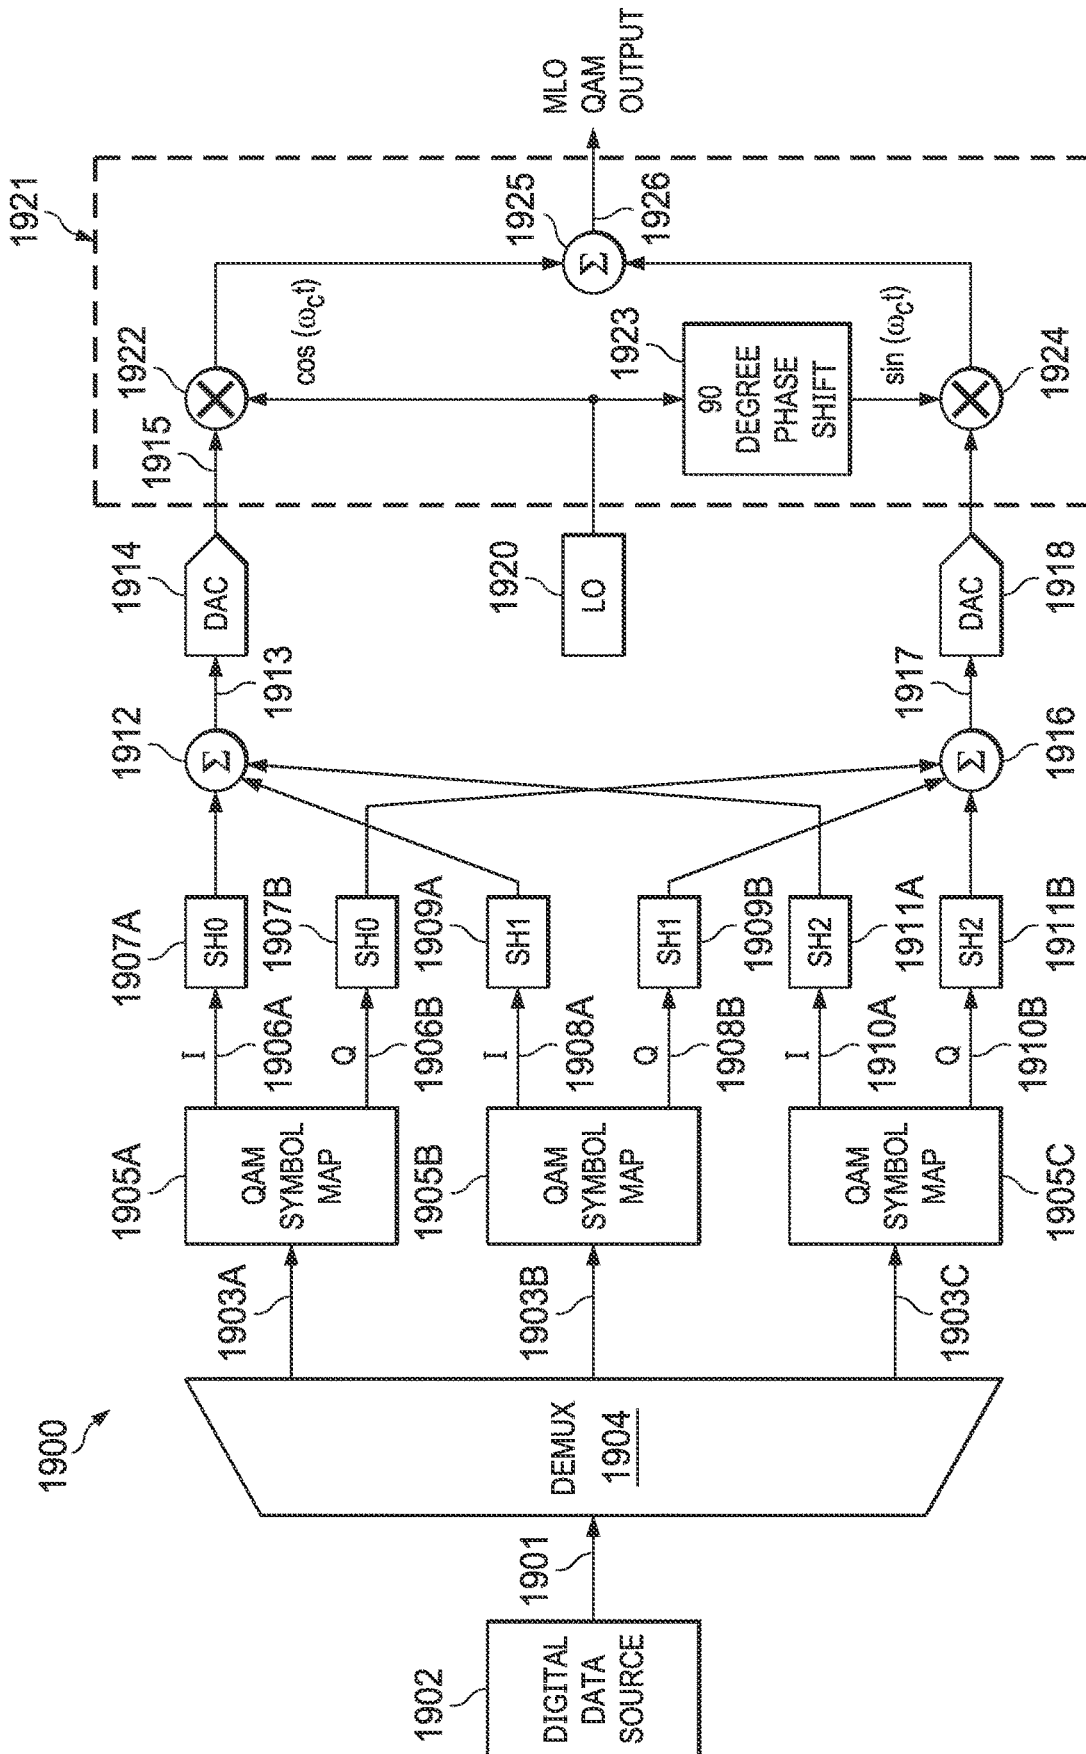 1900
1902
DIGITAL
DATA
SOURCE
1901
DEMUX
1904
1903A
1903B
1903C
1905A
QAM
SYMBOL
MAP
1905B
QAM
SYMBOL
MAP
QAM
SYMBOL
MAP
1905C
I
1906A
Q
1906B
I
1908A
Q
1908B
I
1910A
Q
1910B
1907A
SH0
1907B
SH0
1909A
SH1
SH1
1909B
SH2
1911A
SH2
1911B
1912
Σ
1913
Σ
1916
1917
1914
DAC
1915
1920
LO
DAC
1918
1921
1922
cos (ωCt)
1923
90
DEGREE
PHASE
SHIFT
sin (ωCt)
1924
1925
Σ
1926
MLO
QAM
OUTPUT